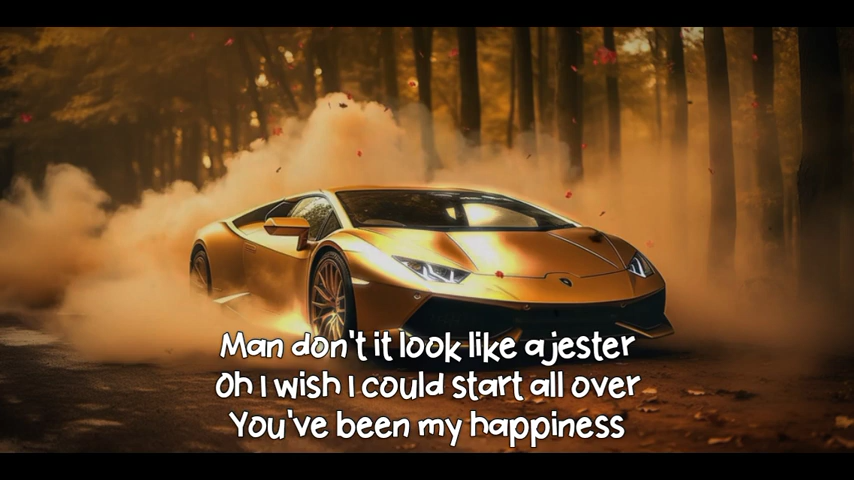 Man don't it look like a jester
Oh I wish I could start all over
You've been my happiness